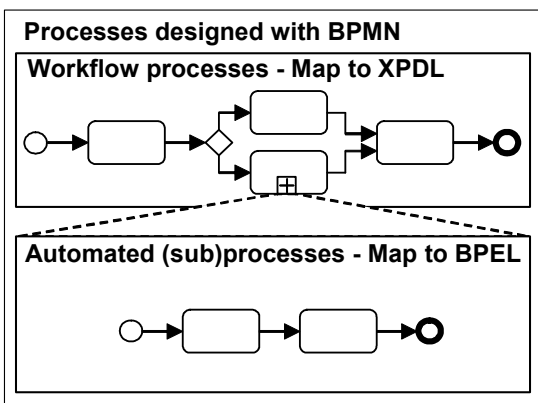 Processes designed with BPMN
Workflow processes - Map to XPDL
Automated (sub)processes - Map to BPEL